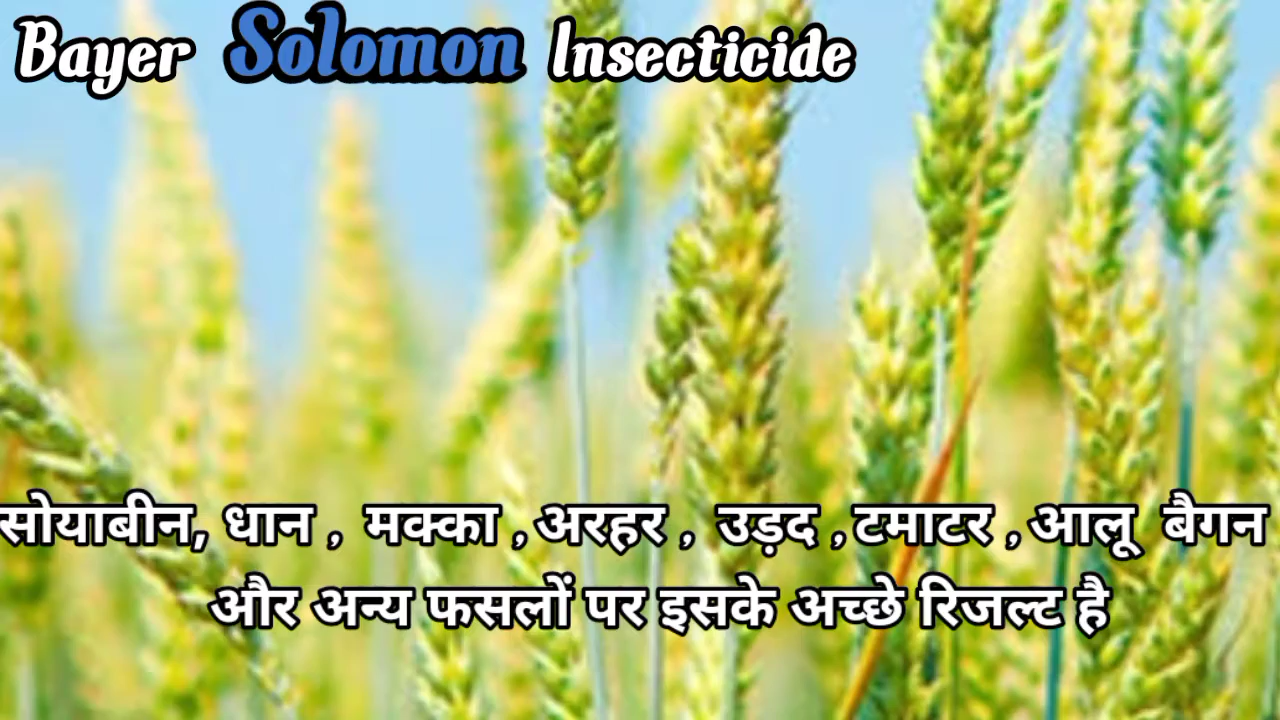 Bayer Solomon Insecticide
सोयाबीन, धान , मक्का , अरहर , उड़द , टमाटर , आलू बैगन
और अन्य फसलों पर इसके अच्छे रिजल्ट है